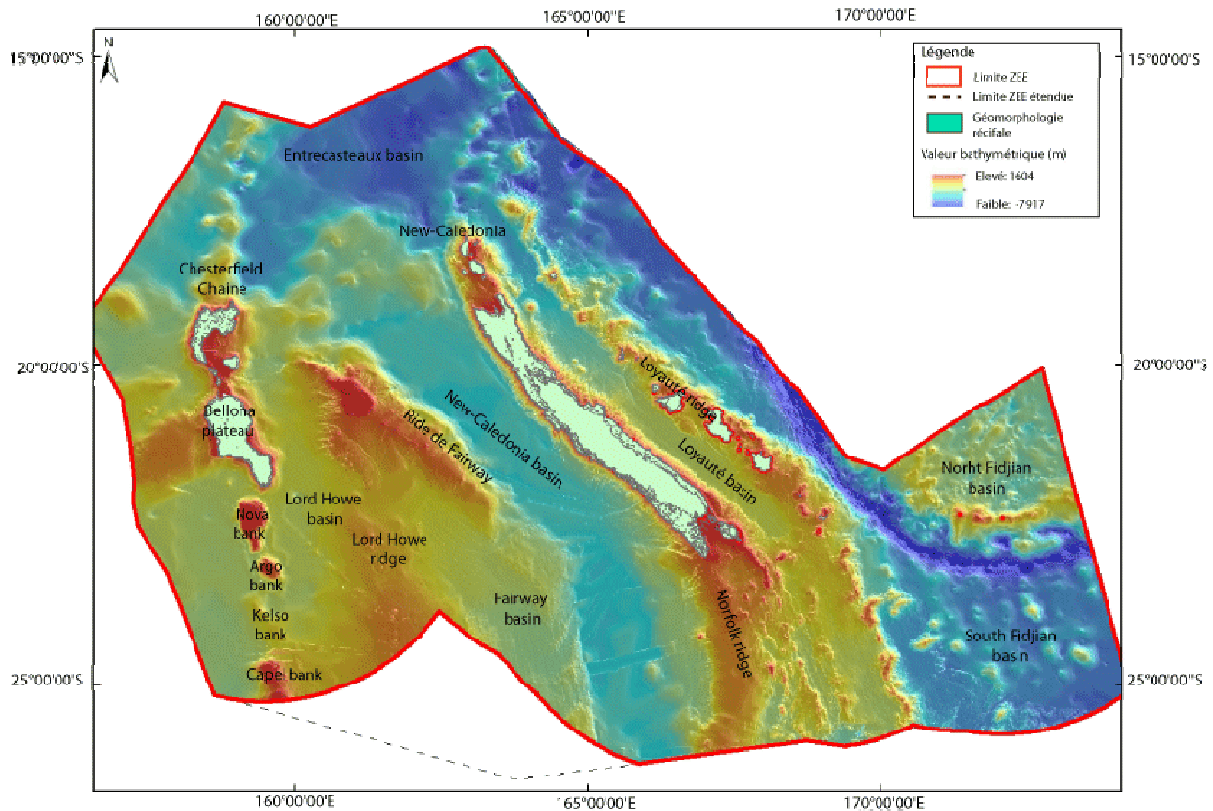 160°00'00"E
165°00'00"E
170°00'00"E
15°00'00"S
15°00'00"S
N
Légende
Limite ZEE
Limite ZEE étendue
Géomorphologie
récifale
Valeur bathymétrique (m)
Elevé: 1604
Faible: -7917
Entrecasteaux basin
New-Caledonia
Chesterfield
Chaine
20°00'00"S
20°00'00"S
Loyauté ridge
Bellona
plateau
Ride de Fairway
New-Caledonia basin
Loyauté basin
Norht Fidjian
basin
Lord Howe
basin
Nova
bank
Lord Howe
ridge
Argo
bank
Kelso
bank
Fairway
basin
Norfolk ridge
South Fidjian
basin
Capel bank
25°00'00"S
25°00'00"S
160°00'00"E
165°00'00"E
170°00'00"E